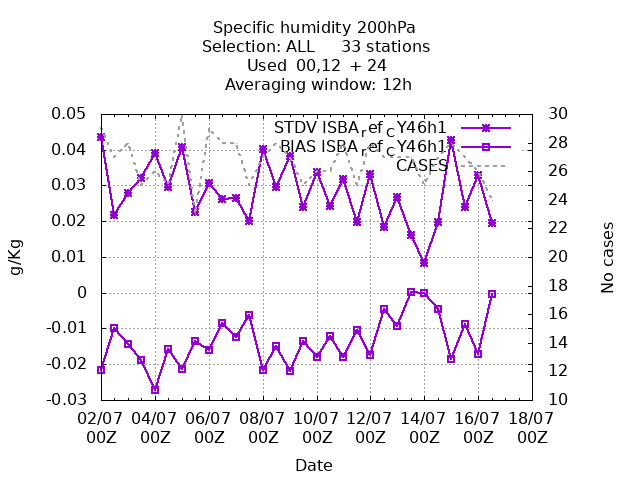 Specific humidity 200hPa
Selection: ALL 33 stations
Used 00,12 + 24
Averaging window: 12h
STDV ISBA_ref_CY46h1
BIAS ISBA_ref_CY46h1
CASES
0.05
0.04
0.03
0.02
0.01
0
-0.01
-0.02
-0.03
g/Kg
30
28
26
24
22
20
18
16
14
12
10
No cases
02/07 04/07 06/07 08/07 10/07 12/07 14/07 16/07 18/07
00Z 00Z 00Z 00Z 00Z 00Z 00Z 00Z 00Z
Date